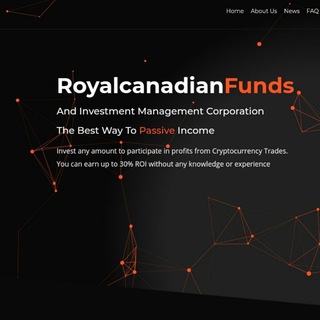 Home About Us News FAQ
RoyalcanadianFunds
And Investment Management Corporation
The Best Way To Passive Income
Invest any amount to participate in profits from Cryptocurrency Trades.
You can earn up to 30% ROI without any knowledge or experience